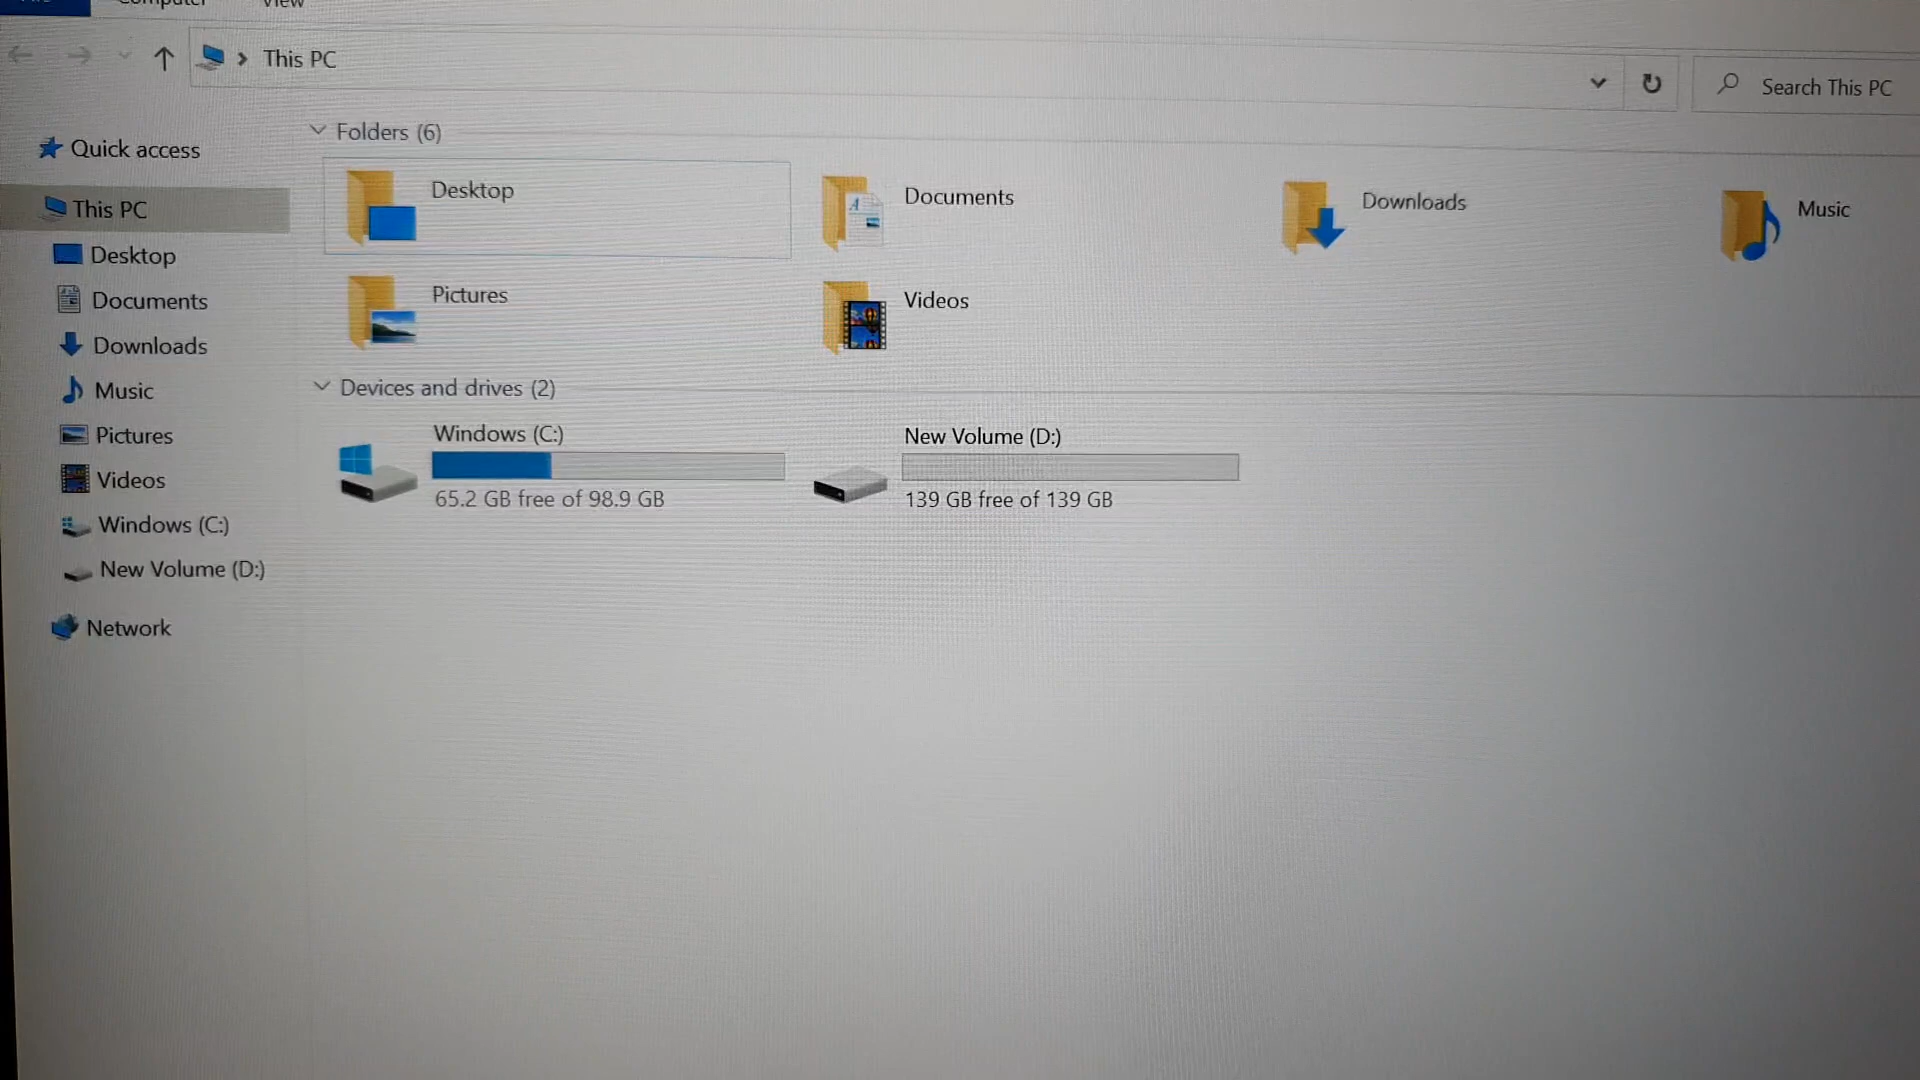 Computer View
This PC
Search This PC
Quick access
This PC
Desktop
Documents
Downloads
Music
Pictures
Videos
Windows (C:)
New Volume (D:)
Network
Folders (6)
Desktop
Documents
Downloads
Music
Pictures
Videos
Devices and drives (2)
Windows (C:)
65.2 GB free of 98.9 GB
New Volume (D:)
139 GB free of 139 GB